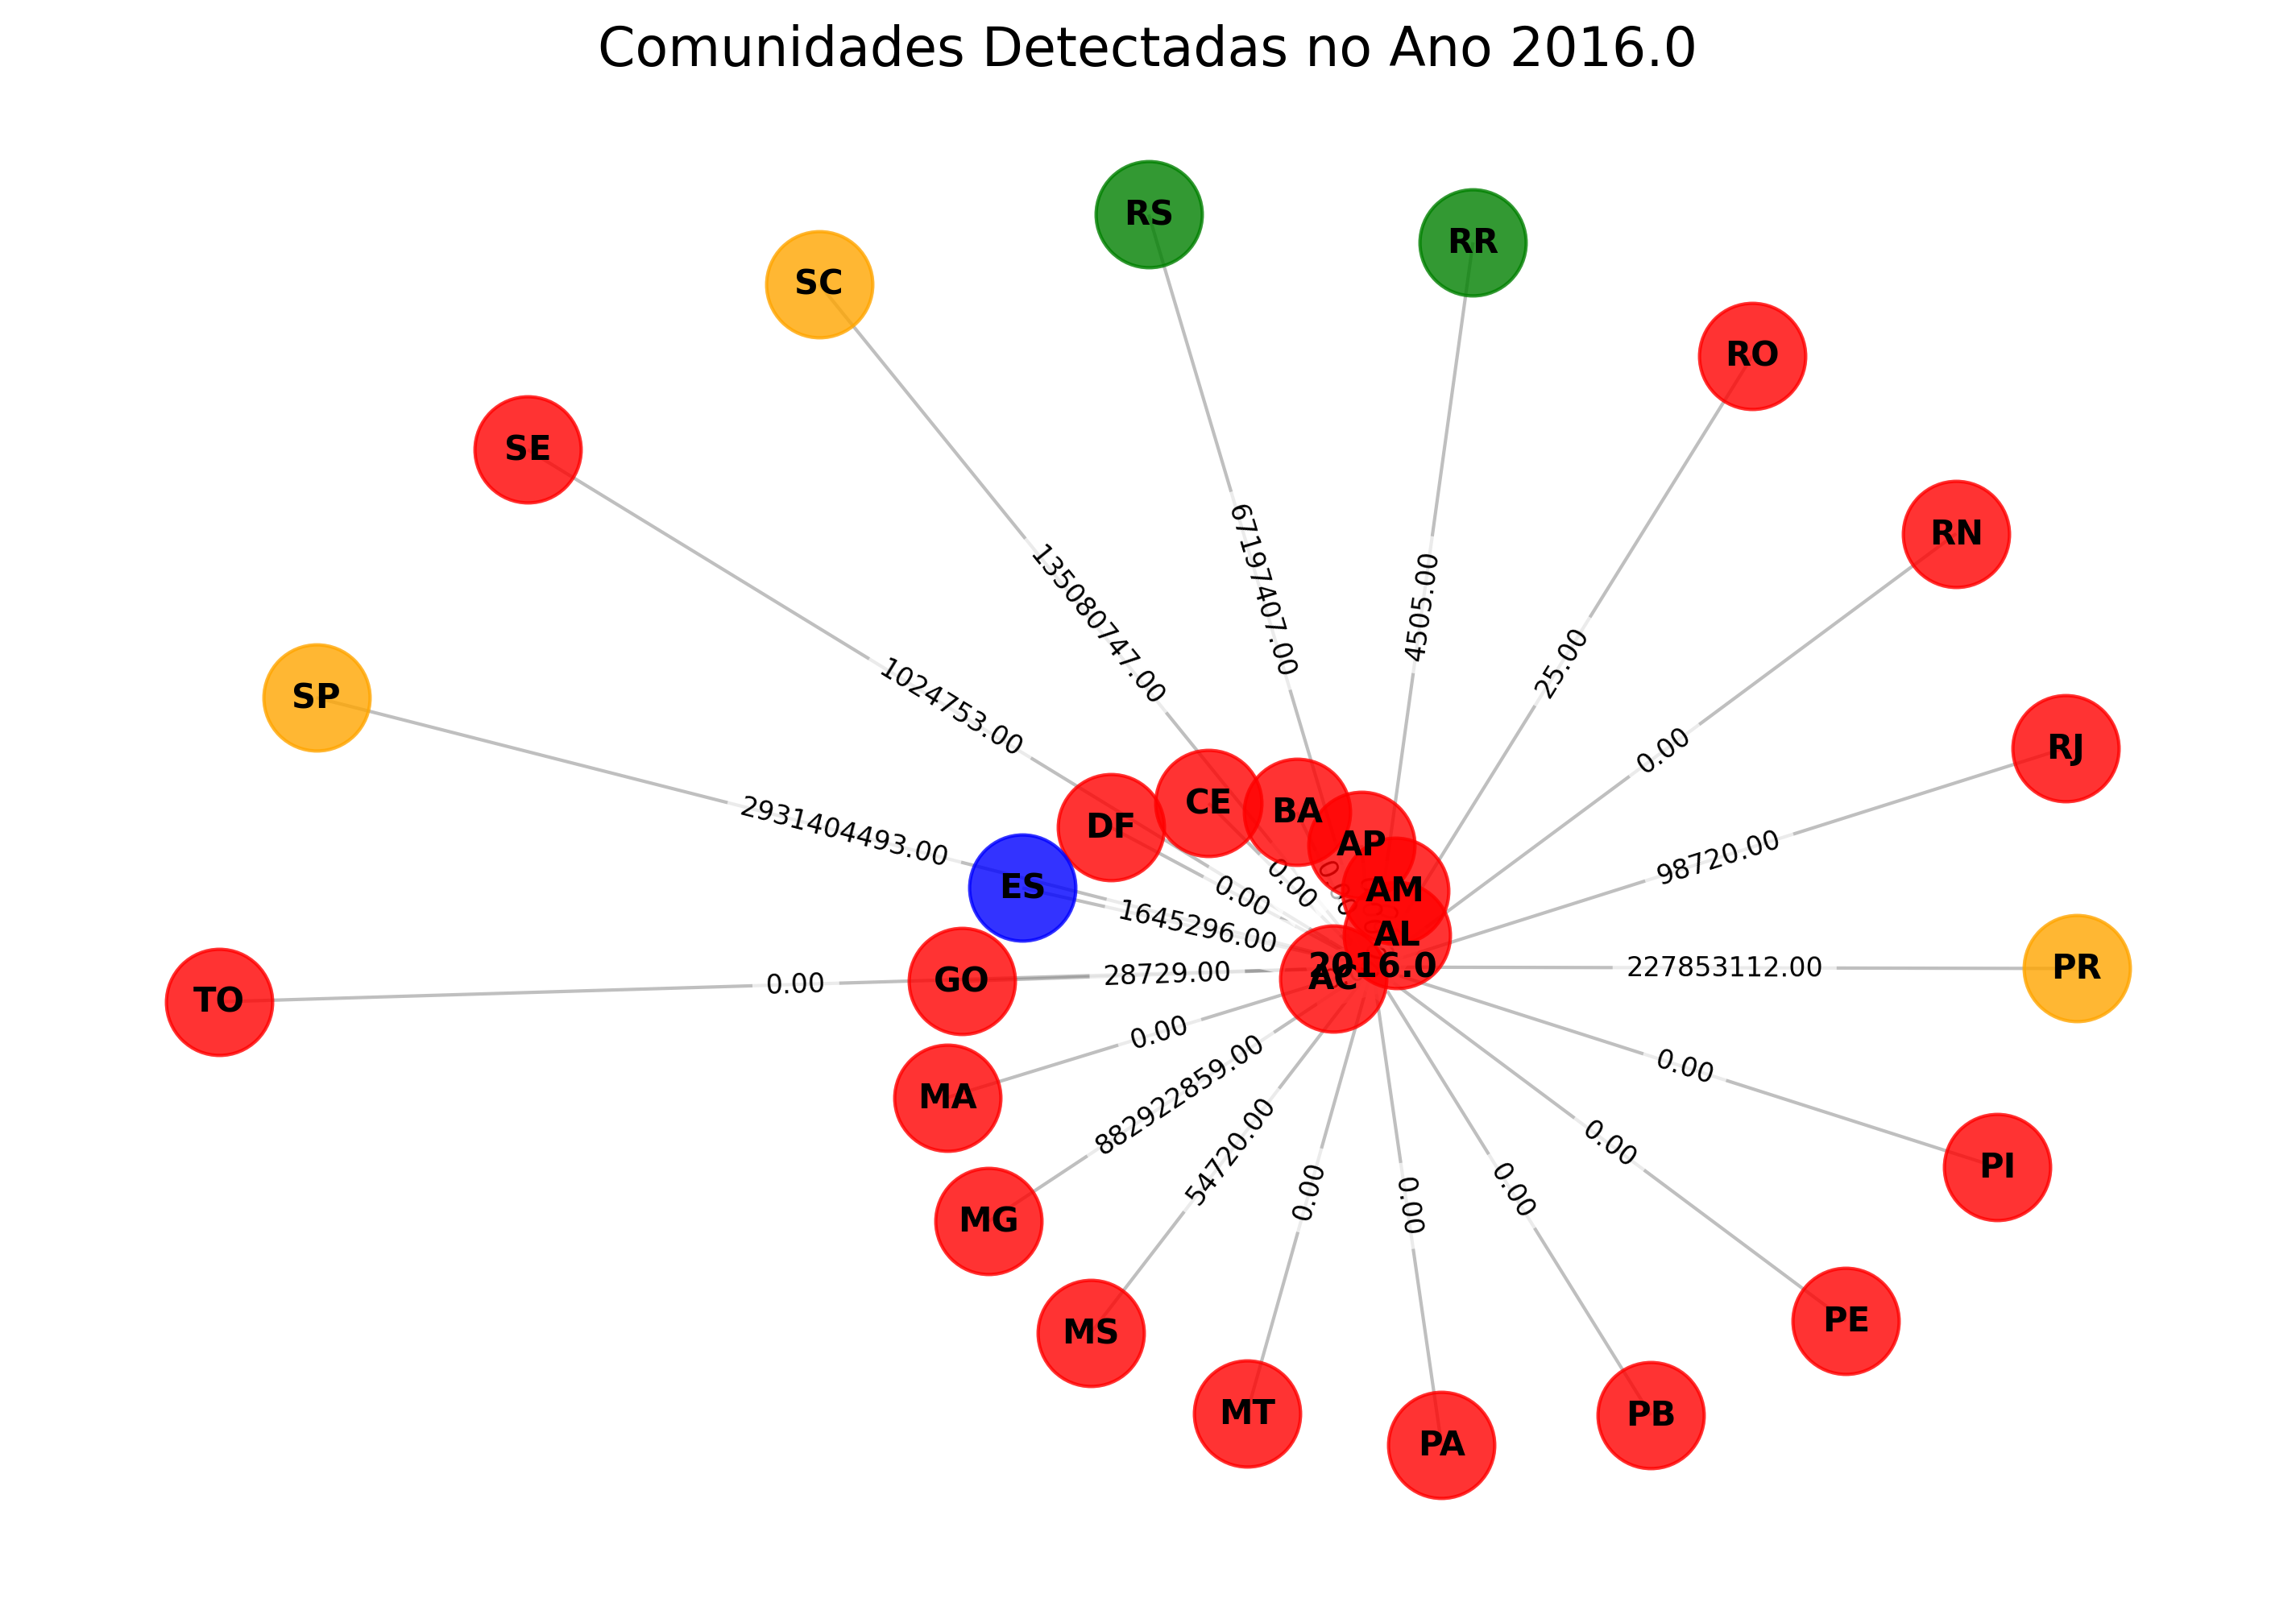 Comunidades Detectadas no Ano 2016.0
RS
RR
SC
RO
SE
RN
67197407.00
4505.00
135080747.00
25.00
SP
1024753.00
0.00
RJ
2931404493.00
98720.00
DF
CE
BA
AP
AM
AL
ES
0.00
0.00
1645296.00
2016.0
AC
227853112.00
PR
TO
0.00
GO
28729.00
0.00
MA
882922859.00
0.00
54720.00
0.00
PI
MG
0.00
0.00
0.00
MS
PE
MT
PB
PA